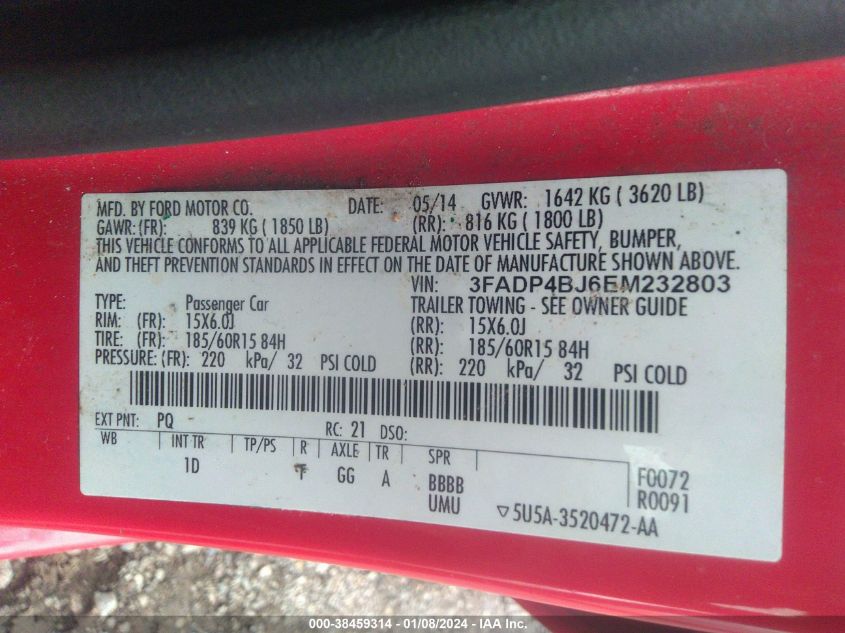 MFD. BY FORD MOTOR CO. DATE: 05/14 GVWR: 1642 KG ( 3620 LB)
GAWR: (FR): 839 KG ( 1850 LB) (RR): 816 KG ( 1800 LB)
THIS VEHICLE CONFORMS TO ALL APPLICABLE FEDERAL MOTOR VEHICLE SAFETY, BUMPER,
AND THEFT PREVENTION STANDARDS IN EFFECT ON THE DATE OF MANUFACTURE SHOWN ABOVE.
VIN: 3FADP4BJ6EM232803
TYPE: Passenger Car TRAILER TOWING - SEE OWNER GUIDE
RIM: (FR): 15X6.0J (RR): 15X6.0J
TIRE: (FR): 185/60R15 84H (RR): 185/60R15 84H
PRESSURE: (FR): 220 kPa/ 32 PSI COLD (RR): 220 kPa/ 32 PSI COLD
EXT PNT: PQ RC: 21 DSO:
WB INT TR TP/PS R AXLE TR SPR
1D F GG A BBBB F0072
UMU R0091
▽5U5A-3520472-AA
000-38459314 - 01/08/2024 - IAA Inc.